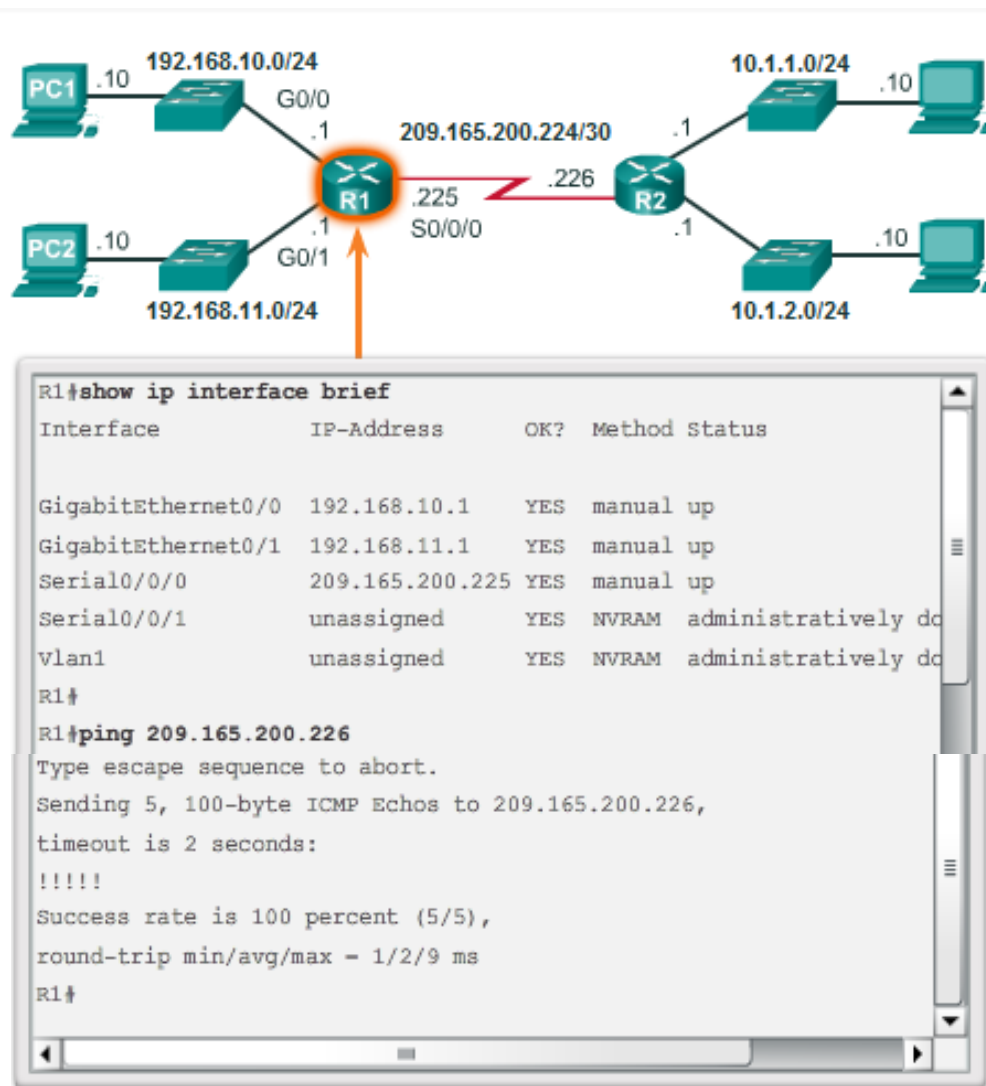 192.168.10.0/24
10.1.1.0/24
PC1
.10
.10
G0/0
.1
209.165.200.224/30
.1
.226
R1
.225
R2
S0/0/0
.1
.1
PC2
.10
.10
G0/1
192.168.11.0/24
10.1.2.0/24
R1#show ip interface brief
Interface IP-Address OK? Method Status
GigabitEthernet0/0 192.168.10.1 YES manual up
GigabitEthernet0/1 192.168.11.1 YES manual up
Serial0/0/0 209.165.200.225 YES manual up
Serial0/0/1 unassigned YES NVRAM administratively do
Vlan1 unassigned YES NVRAM administratively do
R1#
R1#ping 209.165.200.226
Type escape sequence to abort.
Sending 5, 100-byte ICMP Echos to 209.165.200.226,
timeout is 2 seconds:
!!!!!
Success rate is 100 percent (5/5),
round-trip min/avg/max = 1/2/9 ms
R1#